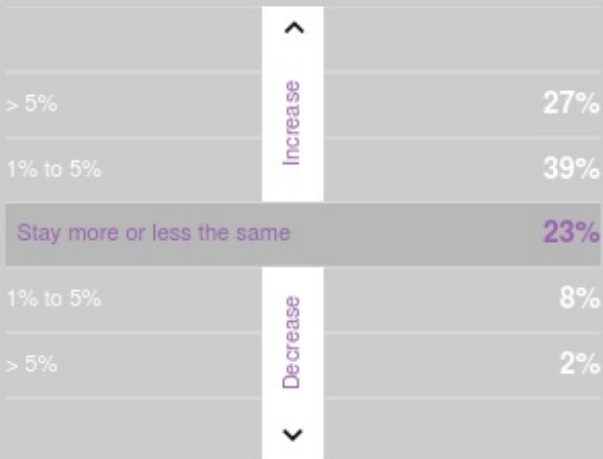 > 5%
27%
Increase
1% to 5%
39%
Stay more or less the same
23%
1% to 5%
8%
Decrease
> 5%
2%